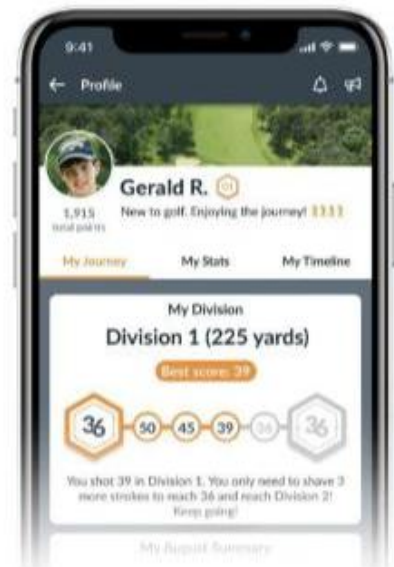 9:41
Profile
Gerald R.
1,915
total points
New to golf. Enjoying the journey!
My Journey My Stats My Timeline
My Division
Division 1 (225 yards)
Best score: 39
36 50 45 39 36 36
You shot 39 in Division 1. You only need to shave 3
more strokes to reach 36 and reach Division 2!
Keep going!
My August Summary